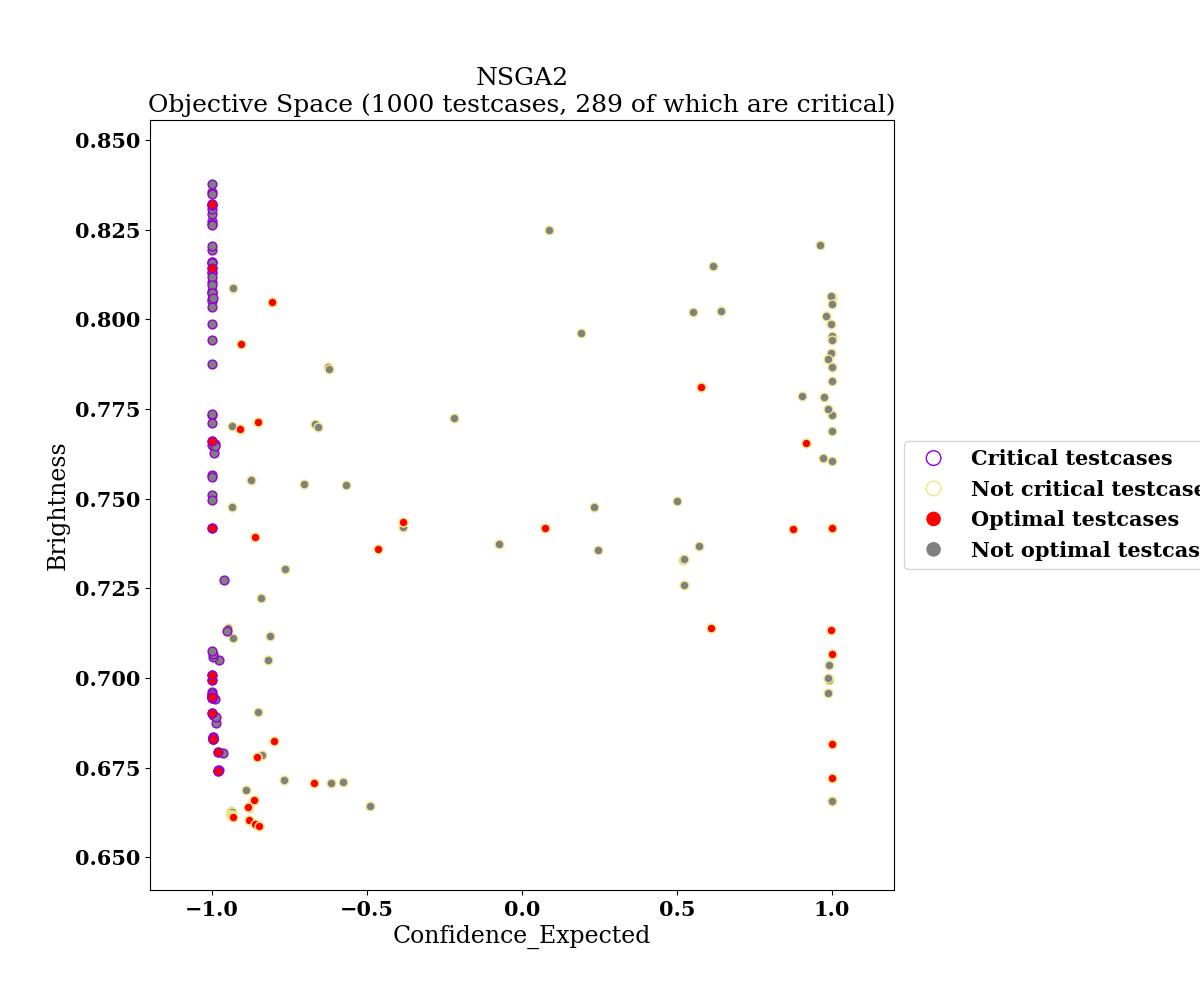 NSGA2
Objective Space (1000 testcases, 289 of which are critical)
0.850
0.825
0.800
0.775
0.750
0.725
0.700
0.675
0.650
Brightness
−1.0
−0.5
0.0
0.5
1.0
Confidence_Expected
Critical testcases
Not critical testcase
Optimal testcases
Not optimal testcas